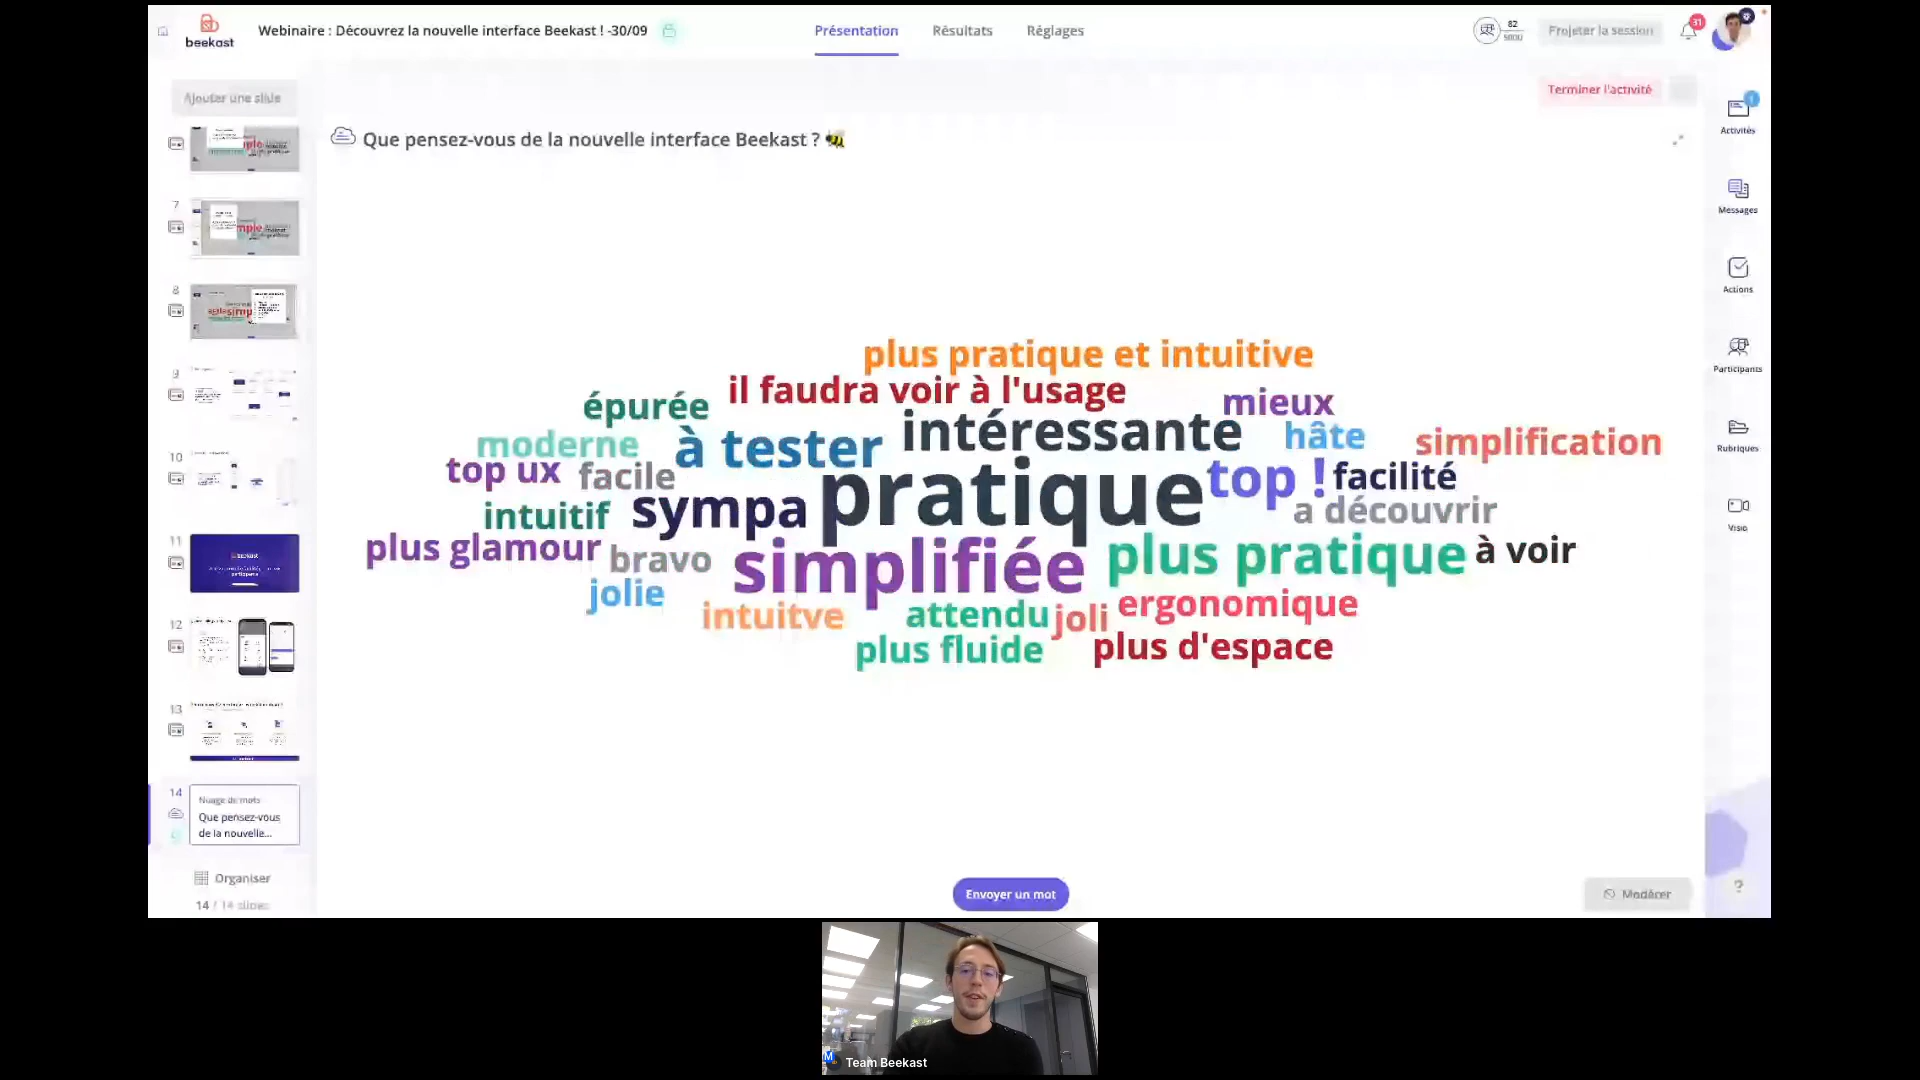 beekast
Webinaire : Découvrez la nouvelle interface Beekast ! -30/09
Présentation
Résultats
Réglages
82
5000
Projeter la session
31
Ajouter une slide
Terminer l'activité
Que pensez-vous de la nouvelle interface Beekast ?
7
8
9
10
11
12
13
14
Nuage de mots
Que pensez-vous
de la nouvelle...
Organiser
14 / 14 slides
plus pratique et intuitive
il faudra voir à l'usage
épurée
mieux
intéressante
moderne
à tester
hâte
simplification
top ux
facile
pratique
top !
facilité
intuitif
sympa
a découvrir
plus glamour
bravo
simplifiée
plus pratique
à voir
jolie
intuitve
attendu
joli
ergonomique
plus fluide
plus d'espace
Envoyer un mot
Modérer
Activités
Messages
Actions
Participants
Rubriques
Visio
?
Team Beekast